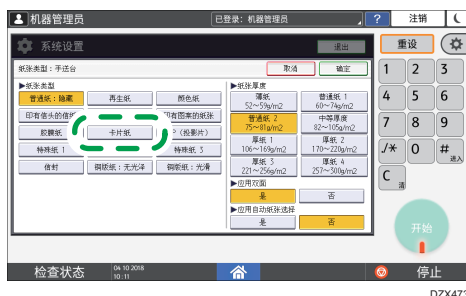 机器管理员
已登录：机器管理员
?
注销
系统设置
退出
重设
纸张类型：手送台
取消
确定
▶纸张类型
普通纸：隐藏
再生纸
颜色纸
印有信头的信纸
印有图案的纸张
胶膜纸
卡片纸
（投影片）
特殊纸 1
特殊纸 3
信封
铜版纸：无光泽
铜版纸：光滑
▶纸张厚度
薄纸
52～59g/m2
普通纸 1
60～74g/m2
普通纸 2
75～81g/m2
中等厚度
82～105g/m2
厚纸 1
106～169g/m2
厚纸 2
170～220g/m2
厚纸 3
221～256g/m2
厚纸 4
257～300g/m2
▶应用双面
是
否
▶应用自动纸张选择
是
否
1 2 3
4 5 6
7 8 9
./* 0 # 进入
C 清
开始
检查状态
04 10 2018
10:11
停止
DZX473